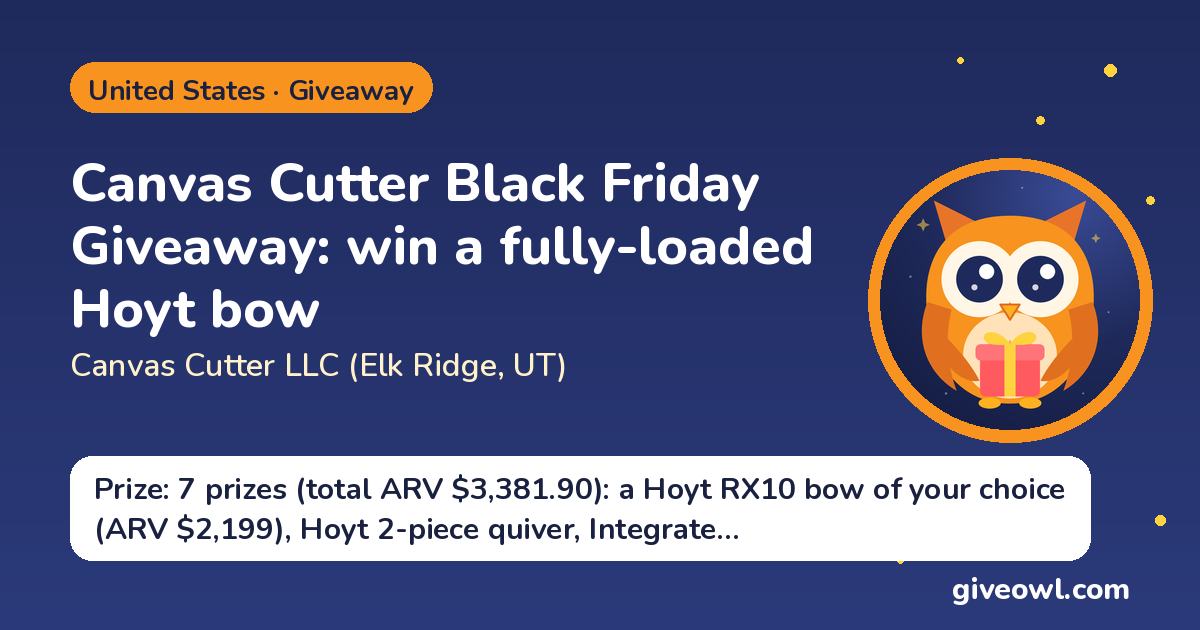 United States · Giveaway
Canvas Cutter Black Friday
Giveaway: win a fully-loaded
Hoyt bow
Canvas Cutter LLC (Elk Ridge, UT)
Prize: 7 prizes (total ARV $3,381.90): a Hoyt RX10 bow of your choice
(ARV $2,199), Hoyt 2-piece quiver, Integrate...
giveowl.com